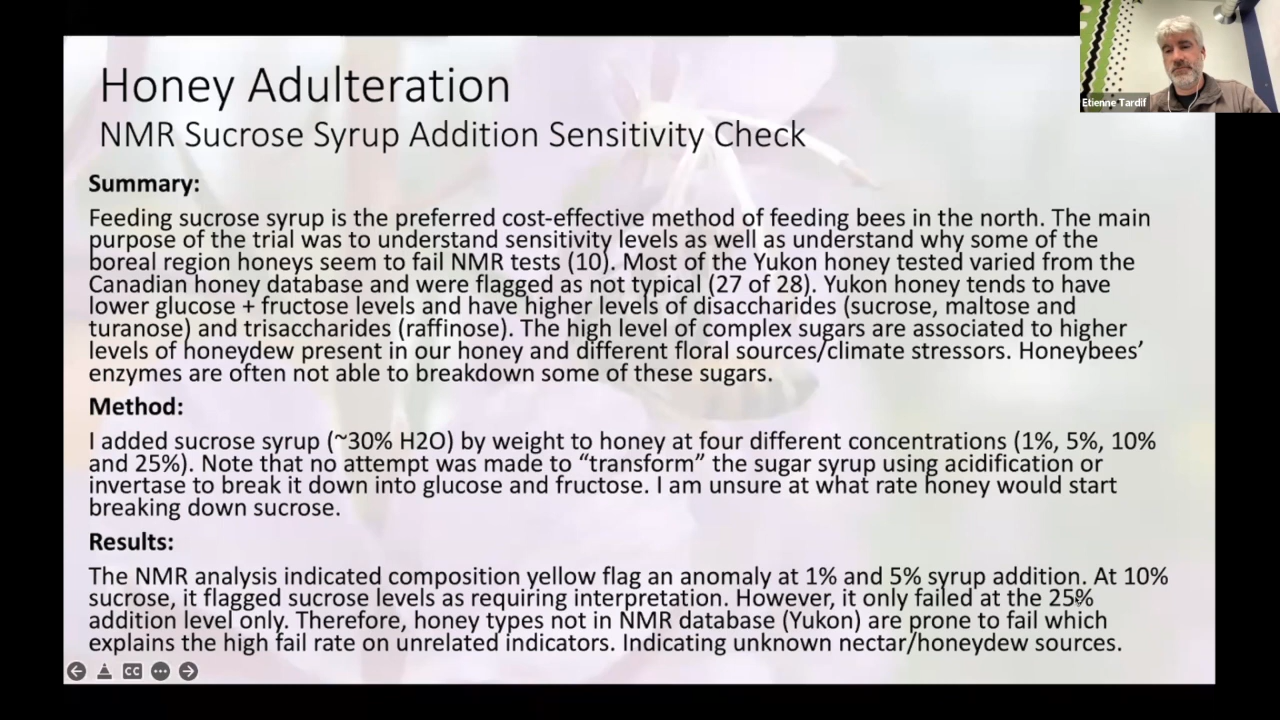 Honey Adulteration
NMR Sucrose Syrup Addition Sensitivity Check
Etienne Tardif
Summary:
Feeding sucrose syrup is the preferred cost-effective method of feeding bees in the north. The main
purpose of the trial was to understand sensitivity levels as well as understand why some of the
boreal region honeys seem to fail NMR tests (10). Most of the Yukon honey tested varied from the
Canadian honey database and were flagged as not typical (27 of 28). Yukon honey tends to have
lower glucose + fructose levels and have higher levels of disaccharides (sucrose, maltose and
turanose) and trisaccharides (raffinose). The high level of complex sugars are associated to higher
levels of honeydew present in our honey and different floral sources/climate stressors. Honeybees’
enzymes are often not able to breakdown some of these sugars.
Method:
I added sucrose syrup (~30% H2O) by weight to honey at four different concentrations (1%, 5%, 10%
and 25%). Note that no attempt was made to “transform” the sugar syrup using acidification or
invertase to break it down into glucose and fructose. I am unsure at what rate honey would start
breaking down sucrose.
Results:
The NMR analysis indicated composition yellow flag an anomaly at 1% and 5% syrup addition. At 10%
sucrose, it flagged sucrose levels as requiring interpretation. However, it only failed at the 25%
addition level only. Therefore, honey types not in NMR database (Yukon) are prone to fail which
explains the high fail rate on unrelated indicators. Indicating unknown nectar/honeydew sources.
CC